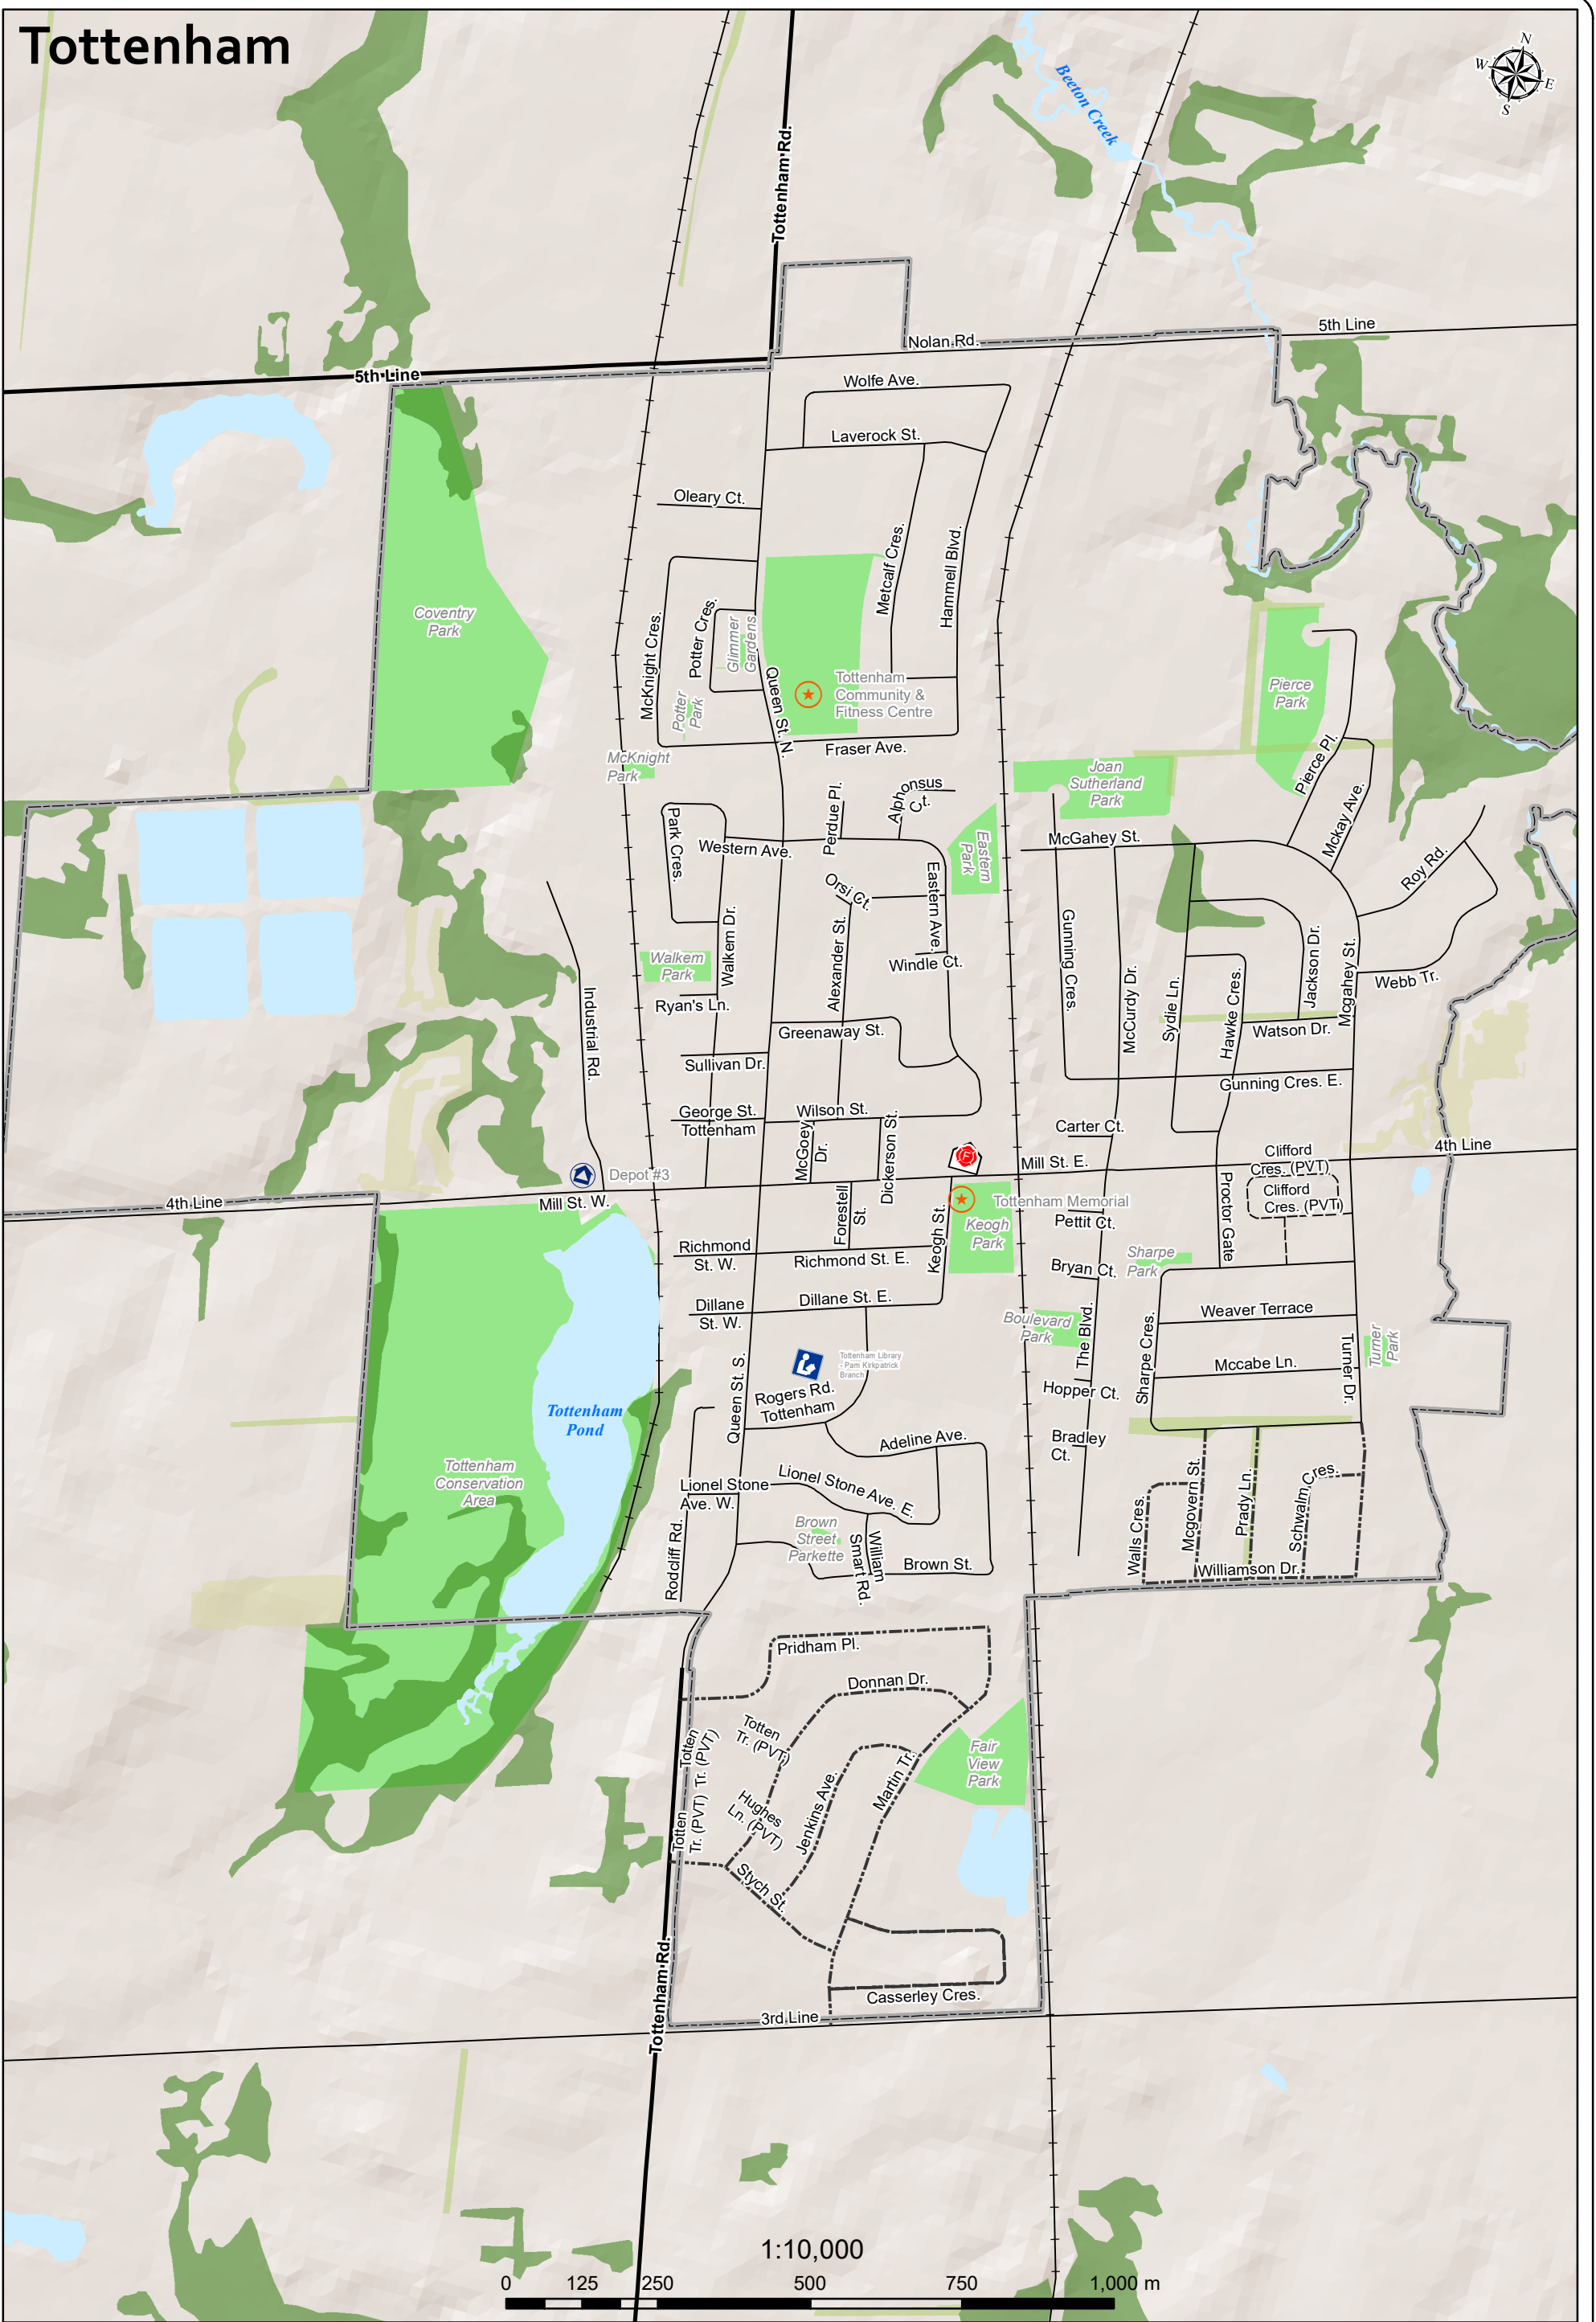 Tottenham
N
W
E
S
Beeton Creek
Tottenham Rd.
5th Line
Nolan Rd.
5th Line
Wolfe Ave.
Laverock St.
Oleary Ct.
Metcalf Cres.
Hammell Blvd.
Coventry
Park
McKnight Cres.
Potter Cres.
Glimmer
Gardens
Potter
Park
Queen St. N.
Tottenham
Community &
Fitness Centre
Pierce
Park
Fraser Ave.
McKnight
Park
Joan
Sutherland
Park
Pierce Pl.
Mckay Ave.
Perdue Pl.
Alphonsus
Ct.
Park Cres.
Western Ave.
Eastern
Park
McGahey St.
Roy Rd.
Orsi Ct.
Eastern Ave.
Walkem Dr.
Alexander St.
Gunning Cres.
McCurdy Dr.
Sydie Ln.
Hawke Cres.
Jackson Dr.
Mcgahey St.
Walkem
Park
Windle Ct.
Webb Tr.
Ryan's Ln.
Industrial Rd.
Greenaway St.
Watson Dr.
Sullivan Dr.
Gunning Cres. E.
George St.
Tottenham
Wilson St.
McGoey
Dr.
Dickerson St.
Carter Ct.
Mill St. E.
4th Line
Clifford
Cres. (PVT)
Clifford
Cres. (PVT)
F
Depot #3
4th Line
Mill St. W.
Tottenham Memorial
Forestell
St.
Keogh St.
Keogh
Park
Pettit Ct.
Proctor Gate
Richmond
St. W.
Richmond St. E.
Bryan Ct.
Sharpe
Park
Dillane
St. W.
Dillane St. E.
Boulevard
Park
The Blvd.
Weaver Terrace
Sharpe Cres.
Mccabe Ln.
Turner Dr.
Turner
Park
Tottenham Library
- Pam Kirkpatrick
Branch
Queen St. S.
Rogers Rd.
Tottenham
Hopper Ct.
Tottenham
Pond
Adeline Ave.
Bradley
Ct.
Tottenham
Conservation
Area
Lionel Stone
Ave. W.
Lionel Stone Ave. E.
Brown
Street
Parkette
William
Smart Rd.
Brown St.
Rodcliff Rd.
Walls Cres.
Mcgovern St.
Prady Ln.
Schwalm Cres.
Williamson Dr.
Pridham Pl.
Donnan Dr.
Totten
Tr. (PVT)
Totten
Tr. (PVT)
Totten
Tr. (PVT)
Hughes
Ln. (PVT)
Jenkins Ave.
Martin Tr.
Fair
View
Park
Stych St.
Casserley Cres.
3rd Line
Tottenham Rd.
1:10,000
0 125 250 500 750 1,000 m